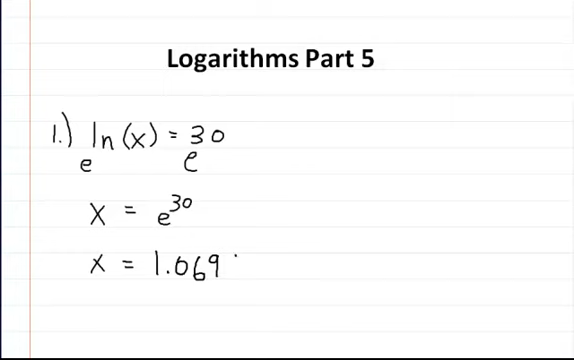 Logarithms Part 5
1.) ln(x) = 30
e e
x = e^30
x = 1.069